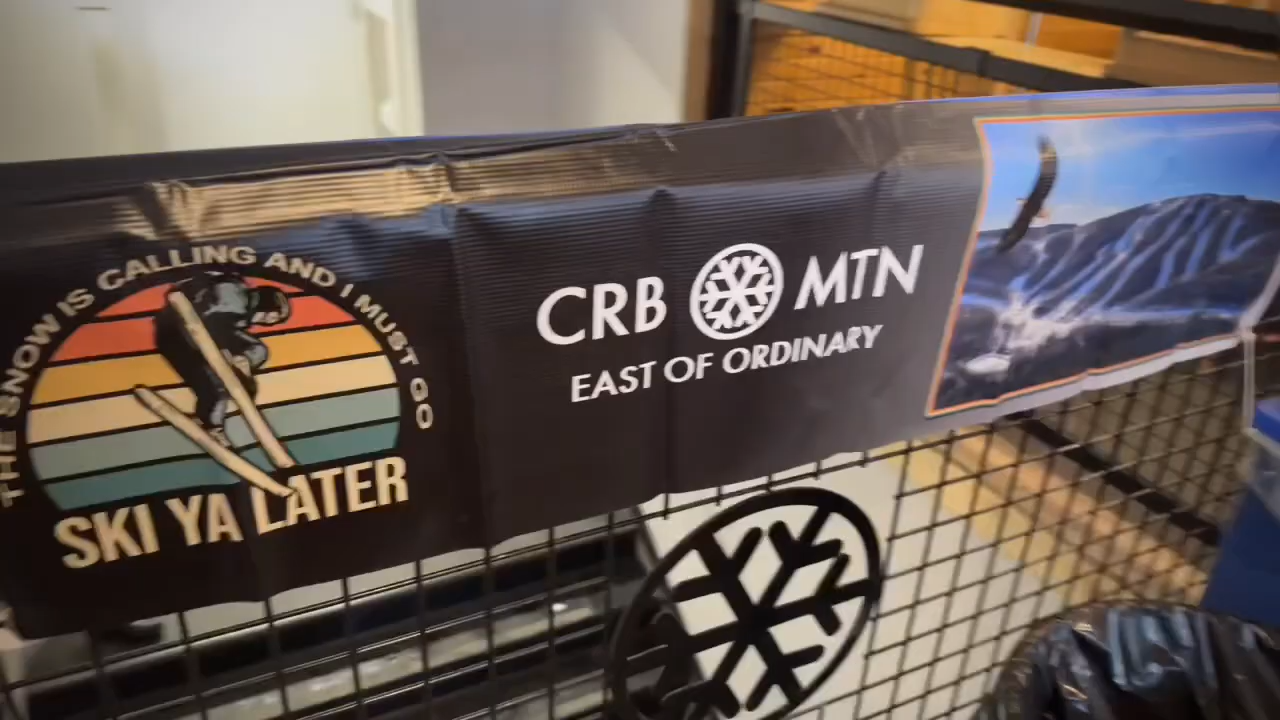 THE SNOW IS CALLING AND I MUST GO
SKI YA LATER
CRB MTN
EAST OF ORDINARY